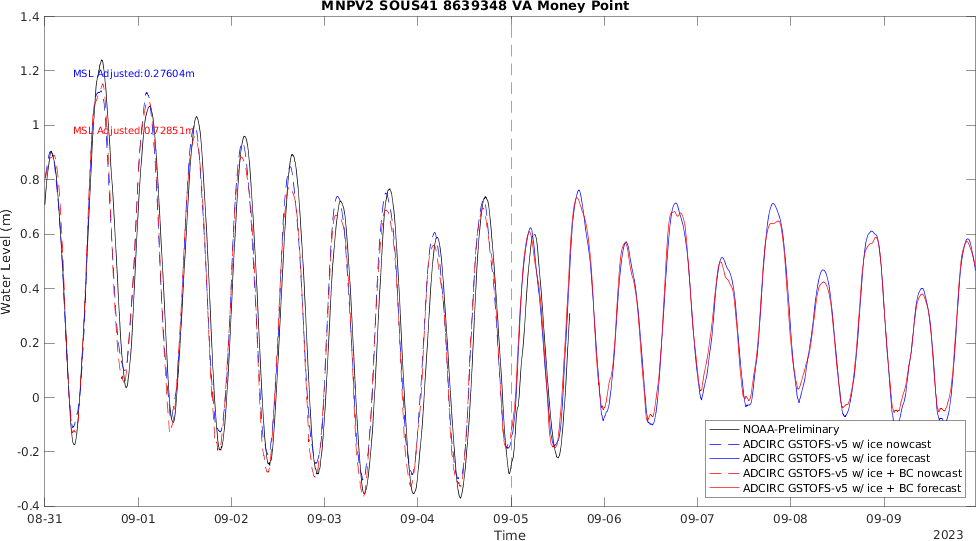 MNPV2 SOUS41 8639348 VA Money Point
1.4
1.2
1
0.8
0.6
0.4
0.2
0
-0.2
-0.4
Water Level (m)
MSL Adjusted:0.27604m
MSL Adjusted:0.72851m
NOAA-Preliminary
ADCIRC GSTOFS-v5 w/ ice nowcast
ADCIRC GSTOFS-v5 w/ ice forecast
ADCIRC GSTOFS-v5 w/ ice + BC nowcast
ADCIRC GSTOFS-v5 w/ ice + BC forecast
08-31 09-01 09-02 09-03 09-04 09-05 09-06 09-07 09-08 09-09
Time
2023